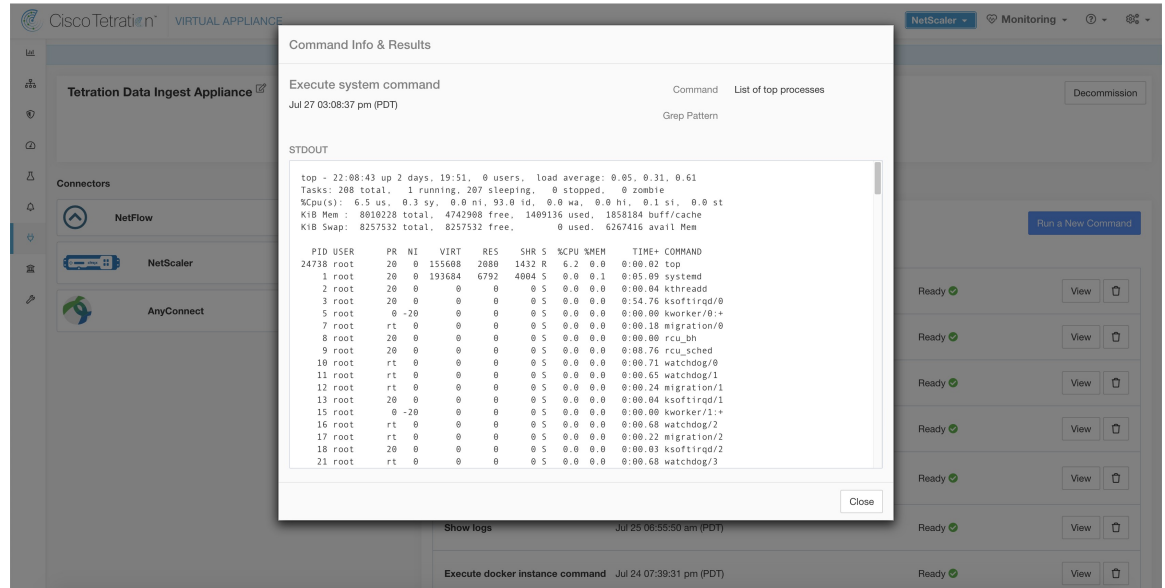 Cisco Tetration™ VIRTUAL APPLIANCE
NetScaler
Monitoring
Tetration Data Ingest Appliance
Decommission
Connectors
NetFlow
NetScaler
AnyConnect
Run a New Command
Command Info & Results
Execute system command
Jul 27 03:08:37 pm (PDT)
Command List of top processes
Grep Pattern
STDOUT
top - 22:08:43 up 2 days, 19:51, 0 users, load average: 0.05, 0.31, 0.61
Tasks: 208 total, 1 running, 207 sleeping, 0 stopped, 0 zombie
%Cpu(s): 6.5 us, 0.3 sy, 0.0 ni, 93.0 id, 0.0 wa, 0.0 hi, 0.1 si, 0.0 st
KiB Mem : 8010228 total, 4742908 free, 1409136 used, 1858184 buff/cache
KiB Swap: 8257532 total, 8257532 free, 0 used. 6267416 avail Mem
PID USER PR NI VIRT RES SHR S %CPU %MEM TIME+ COMMAND
24738 root 20 0 155608 2080 1432 R 6.2 0.0 0:00.02 top
1 root 20 0 193684 6792 4004 S 0.0 0.1 0:05.09 systemd
2 root 20 0 0 0 0 S 0.0 0.0 0:00.04 kthreadd
3 root 20 0 0 0 0 S 0.0 0.0 0:54.76 ksoftirqd/0
5 root 0 -20 0 0 0 S 0.0 0.0 0:00.00 kworker/0:+
7 root rt 0 0 0 0 S 0.0 0.0 0:00.18 migration/0
8 root 20 0 0 0 0 S 0.0 0.0 0:00.00 rcu_bh
9 root 20 0 0 0 0 S 0.0 0.0 0:08.76 rcu_sched
10 root rt 0 0 0 0 S 0.0 0.0 0:00.71 watchdog/0
11 root rt 0 0 0 0 S 0.0 0.0 0:00.65 watchdog/1
12 root rt 0 0 0 0 S 0.0 0.0 0:00.24 migration/1
13 root 20 0 0 0 0 S 0.0 0.0 0:00.04 ksoftirqd/1
15 root 0 -20 0 0 0 S 0.0 0.0 0:00.00 kworker/1:+
16 root rt 0 0 0 0 S 0.0 0.0 0:00.68 watchdog/2
17 root rt 0 0 0 0 S 0.0 0.0 0:00.22 migration/2
18 root 20 0 0 0 0 S 0.0 0.0 0:00.03 ksoftirqd/2
21 root rt 0 0 0 0 S 0.0 0.0 0:00.68 watchdog/3
Close
Ready View
Ready View
Ready View
Ready View
Ready View
Show logs Jul 25 06:55:50 am (PDT) Ready View
Execute docker instance command Jul 24 07:39:31 pm (PDT) Ready View